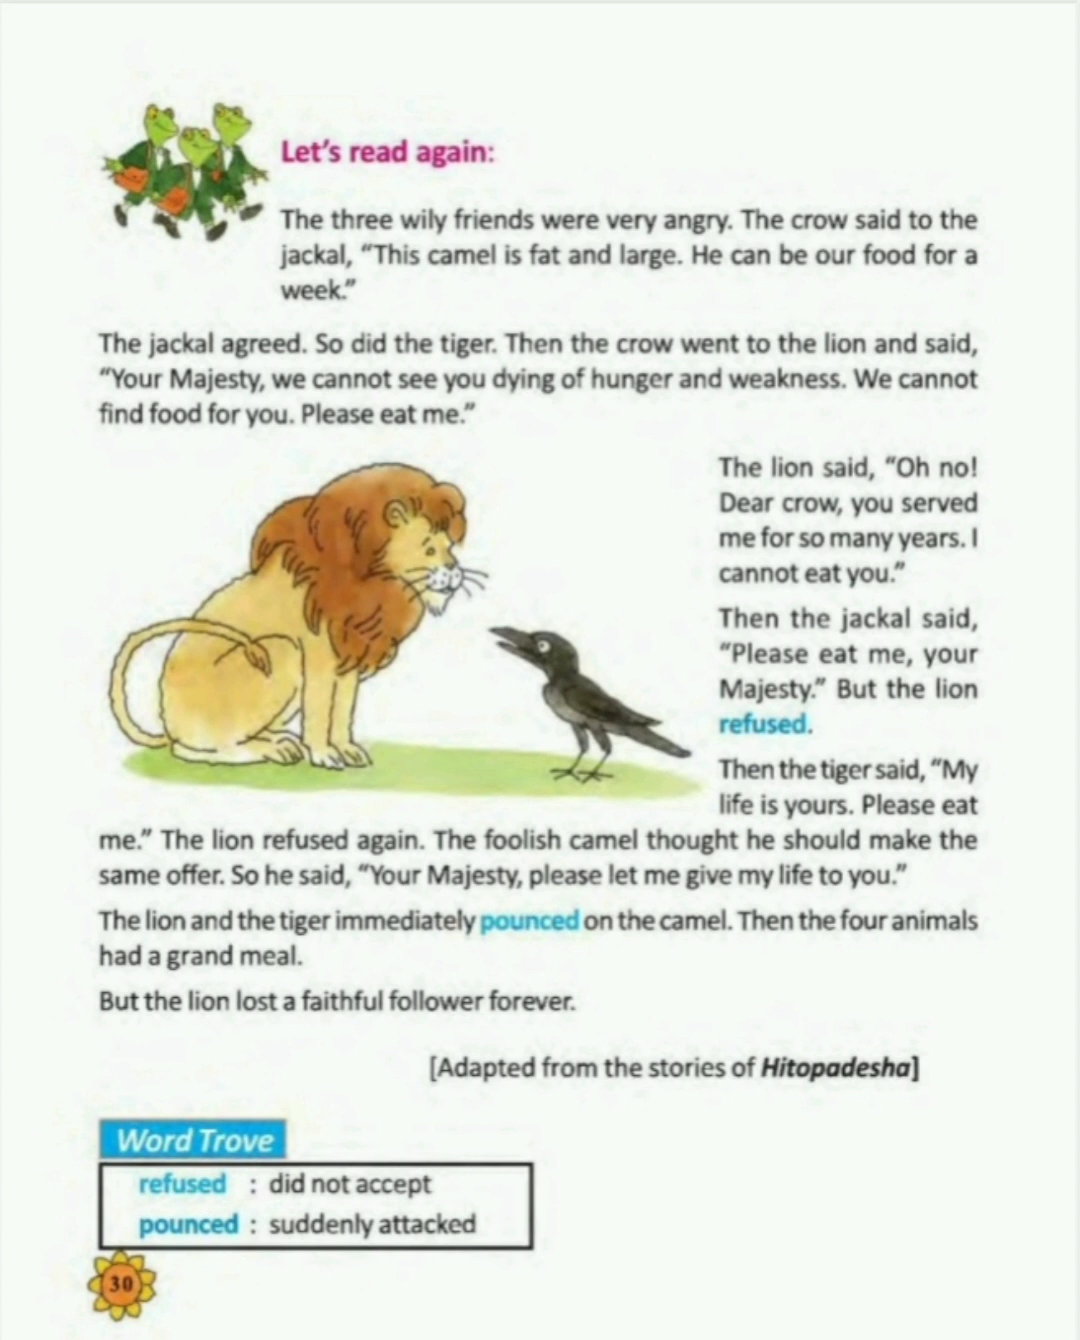 Let's read again:
The three wily friends were very angry. The crow said to the
jackal, “This camel is fat and large. He can be our food for a
week.”
The jackal agreed. So did the tiger. Then the crow went to the lion and said,
“Your Majesty, we cannot see you dying of hunger and weakness. We cannot
find food for you. Please eat me.”
The lion said, “Oh no!
Dear crow, you served
me for so many years. I
cannot eat you.”
Then the jackal said,
“Please eat me, your
Majesty.” But the lion
refused.
Then the tiger said, “My
life is yours. Please eat
me.” The lion refused again. The foolish camel thought he should make the
same offer. So he said, “Your Majesty, please let me give my life to you.”
The lion and the tiger immediately pounced on the camel. Then the four animals
had a grand meal.
But the lion lost a faithful follower forever.
[Adapted from the stories of Hitopadesha]
Word Trove
refused : did not accept
pounced : suddenly attacked
30